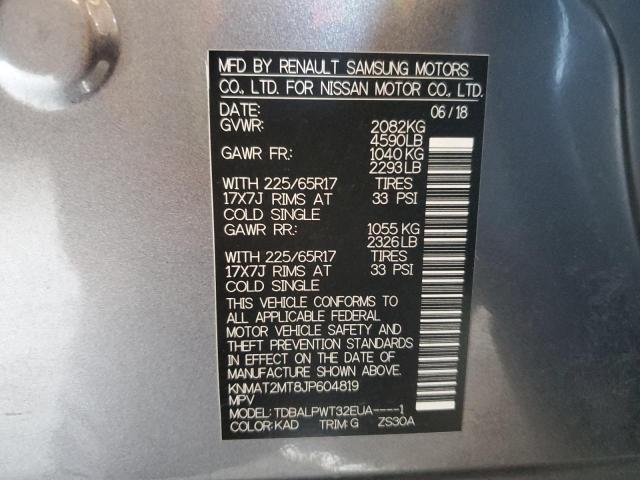 MFD BY RENAULT SAMSUNG MOTORS
CO., LTD. FOR NISSAN MOTOR CO., LTD.
DATE: 06/18
GVWR: 2082KG
4590LB
GAWR FR: 1040 KG
2293LB
WITH 225/65R17 TIRES
17X7J RIMS AT 33 PSI
COLD SINGLE
GAWR RR: 1055 KG
2326LB
WITH 225/65R17 TIRES
17X7J RIMS AT 33 PSI
COLD SINGLE
THIS VEHICLE CONFORMS TO
ALL APPLICABLE FEDERAL
MOTOR VEHICLE SAFETY AND
THEFT PREVENTION STANDARDS
IN EFFECT ON THE DATE OF
MANUFACTURE SHOWN ABOVE.
KNMAT2MT8JP604819
MPV
MODEL: TDBALPWT32EUA----1
COLOR: KAD TRIM: G ZS30A